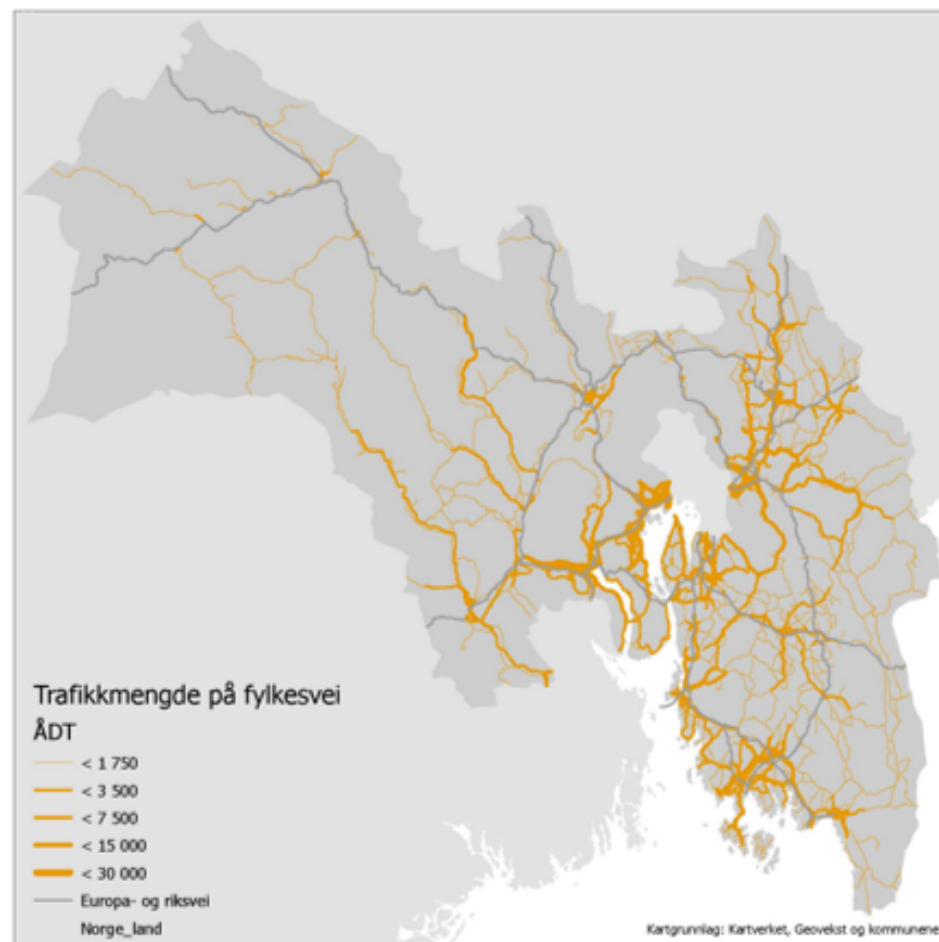 Trafikkmengde på fylkesvei
ÅDT
< 1 750
< 3 500
< 7 500
< 15 000
< 30 000
Europa- og riksvei
Norge_land
Kartgrunnlag: Kartverket, Geovekst og kommunene